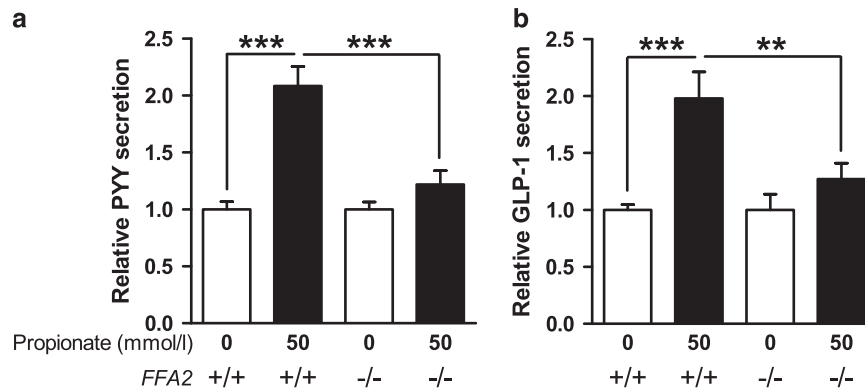 a
b
Relative PYY secretion
2.5
2.0
1.5
1.0
0.5
0.0
*** ***
Relative GLP-1 secretion
2.5
2.0
1.5
1.0
0.5
0.0
*** **
Propionate (mmol/l) 0 50 0 50 0 50 0 50
FFA2 +/+ +/+ -/- -/- +/+ +/+ -/- -/-